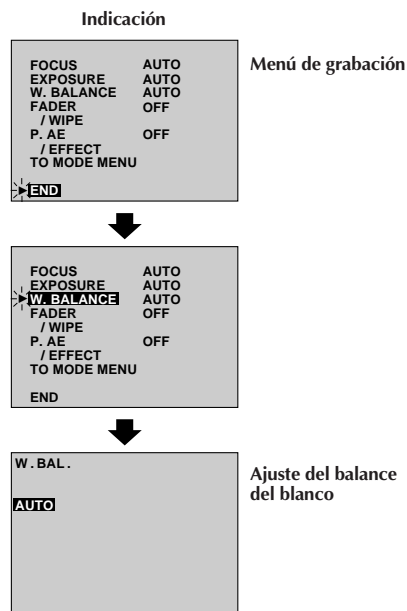 Indicación
Menú de grabación
FOCUS AUTO
EXPOSURE AUTO
W. BALANCE AUTO
FADER OFF
/ WIPE
P. AE OFF
/ EFFECT
TO MODE MENU
END
FOCUS AUTO
EXPOSURE AUTO
W. BALANCE AUTO
FADER OFF
/ WIPE
P. AE OFF
/ EFFECT
TO MODE MENU
END
W.BAL.
AUTO
Ajuste del balance
del blanco